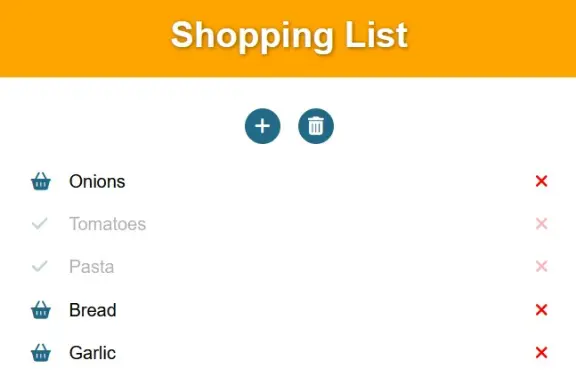 Shopping List
Onions
Tomatoes
Pasta
Bread
Garlic